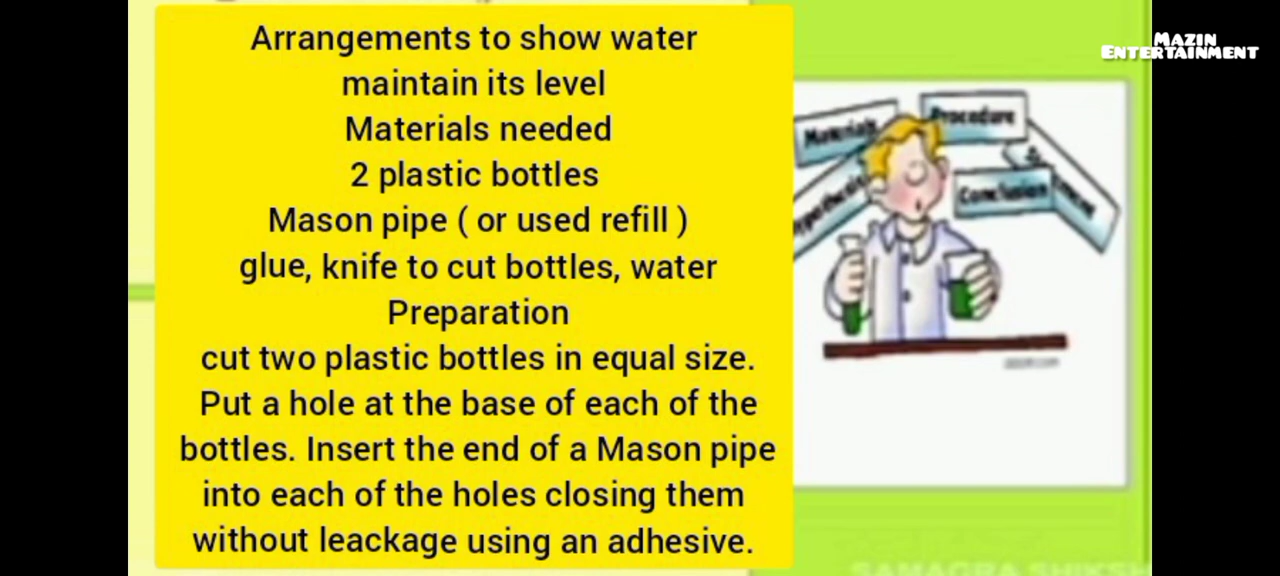 Arrangements to show water
maintain its level
Materials needed
2 plastic bottles
Mason pipe ( or used refill )
glue, knife to cut bottles, water
Preparation
cut two plastic bottles in equal size.
Put a hole at the base of each of the
bottles. Insert the end of a Mason pipe
into each of the holes closing them
without leackage using an adhesive.
MAZIN
ENTERTAINMENT
Materials
Procedure
Conclusion
SAMAGRA SHIKSH